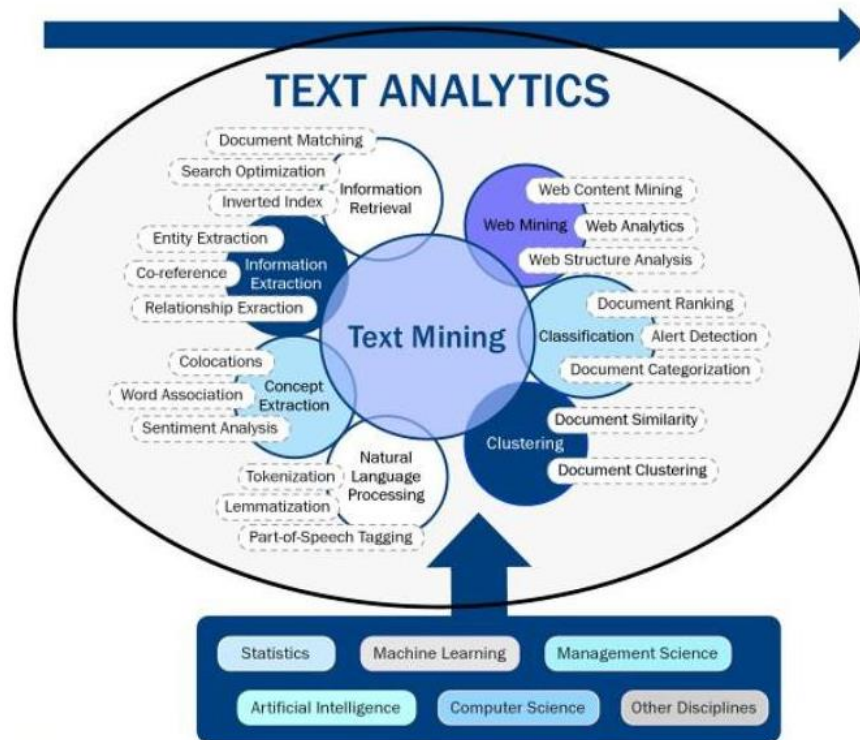 TEXT ANALYTICS
Document Matching
Search Optimization
Inverted Index
Information
Retrieval
Entity Extraction
Co-reference
Relationship Exraction
Information
Extraction
Colocations
Word Association
Sentiment Analysis
Concept
Extraction
Tokenization
Lemmatization
Part-of-Speech Tagging
Natural
Language
Processing
Text Mining
Web Mining
Web Content Mining
Web Analytics
Web Structure Analysis
Classification
Document Ranking
Alert Detection
Document Categorization
Clustering
Document Similarity
Document Clustering
Statistics
Machine Learning
Management Science
Artificial Intelligence
Computer Science
Other Disciplines